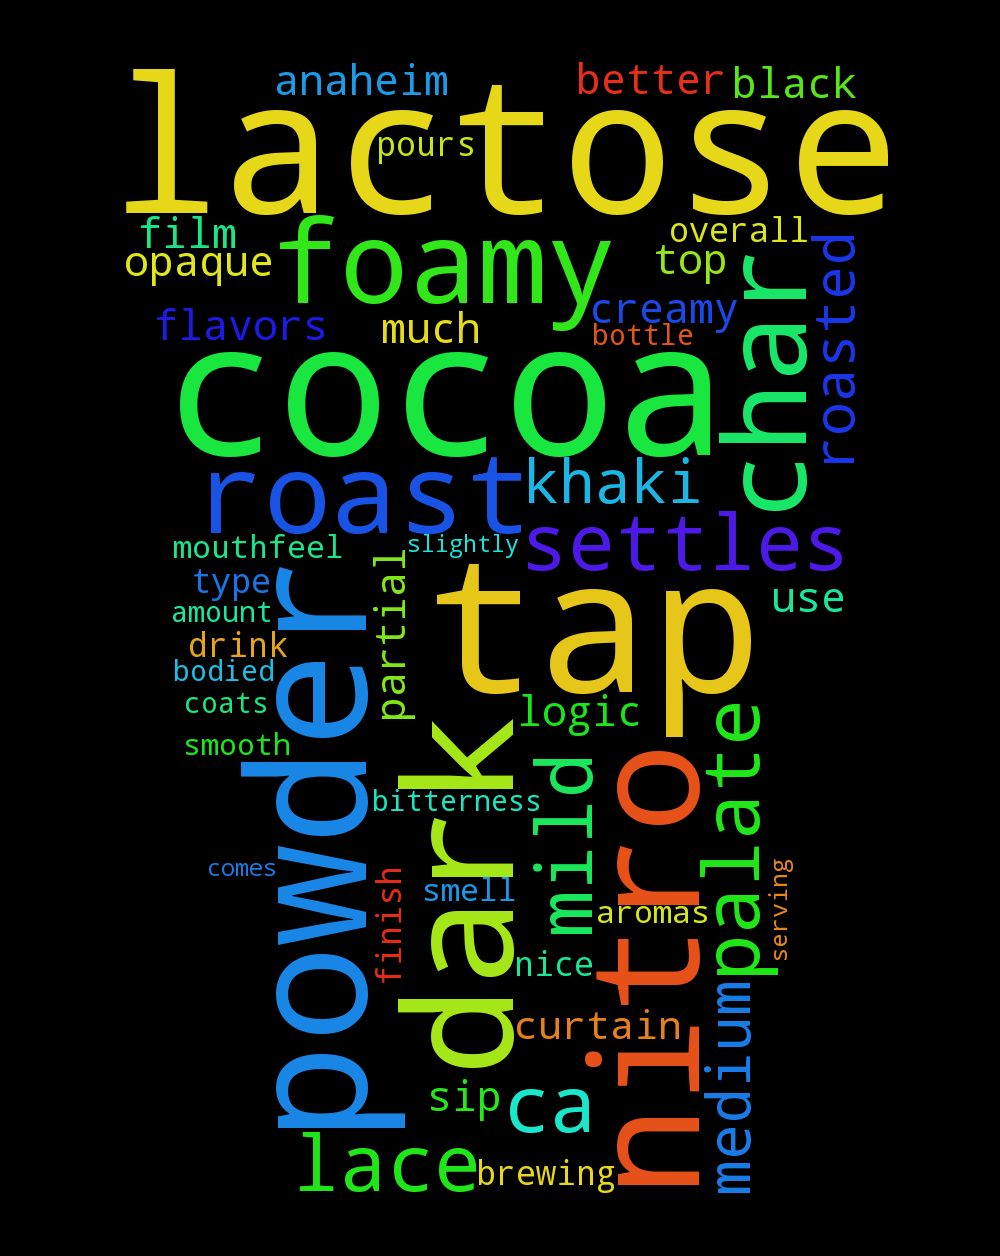 anaheim
better
black
lactose
pours
film
foamy
overall
opaque
top
char
roasted
creamy
flavors
much
bottle
cocoa
roast
khaki
settles
mouthfeel
slightly
partial
type
tap
use
amount
drink
bodied
coats
powder
logic
smooth
dark
mild
nitro
palate
bitterness
comes
finish
smell
aromas
serving
nice
curtain
medium
sip
ca
lace
brewing